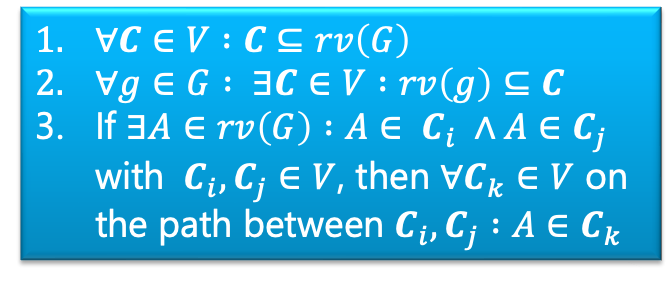 1. ∀C ∈ V : C ⊆ rv(G)
2. ∀g ∈ G : ∃C ∈ V : rv(g) ⊆ C
3. If ∃A ∈ rv(G) : A ∈ Cᵢ ∧ A ∈ Cⱼ
with Cᵢ, Cⱼ ∈ V, then ∀Cₖ ∈ V on
the path between Cᵢ, Cⱼ : A ∈ Cₖ